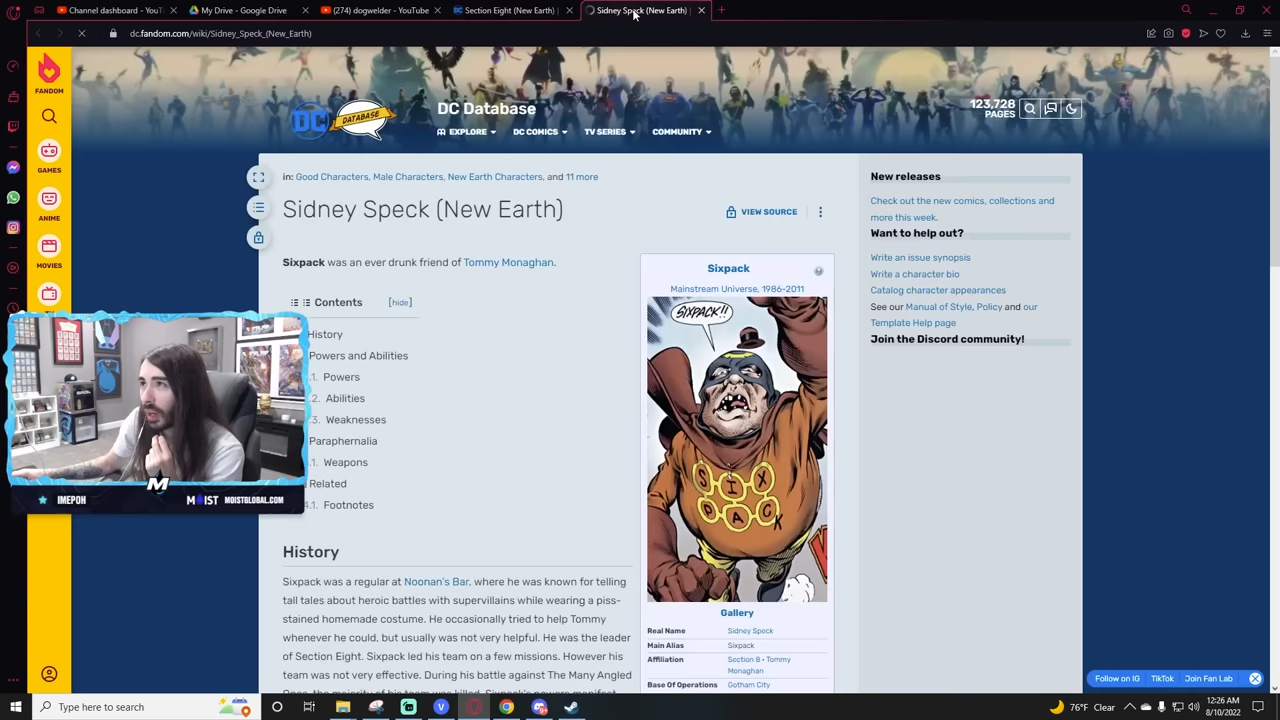 Channel dashboard - YouTu
My Drive - Google Drive
(274) dogwelder - YouTube
Section Eight (New Earth) |
Sidney Speck (New Earth) |
dc.fandom.com/wiki/Sidney_Speck_(New_Earth)
FANDOM
GAMES
ANIME
MOVIES
DC DATABASE
DC Database
EXPLORE
DC COMICS
TV SERIES
COMMUNITY
123,728
PAGES
in: Good Characters, Male Characters, New Earth Characters, and 11 more
Sidney Speck (New Earth)
VIEW SOURCE
Sixpack was an ever drunk friend of Tommy Monaghan.
Contents [hide]
History
Powers and Abilities
.1. Powers
.2. Abilities
3. Weaknesses
Paraphernalia
.1. Weapons
Related
4.1. Footnotes
History
Sixpack was a regular at Noonan's Bar, where he was known for telling
tall tales about heroic battles with supervillains while wearing a piss-
stained homemade costume. He occasionally tried to help Tommy
whenever he could, but usually was not very helpful. He was the leader
of Section Eight. Sixpack led his team on a few missions. However his
team was not very effective. During his battle against The Many Angled
Sixpack
Mainstream Universe, 1986-2011
SIXPACK!!
SIX
PACK
Gallery
Real Name Sidney Speck
Main Alias Sixpack
Affiliation Section 8 • Tommy
Monaghan
Base Of Operations Gotham City
New releases
Check out the new comics, collections and
more this week.
Want to help out?
Write an issue synopsis
Write a character bio
Catalog character appearances
See our Manual of Style, Policy and our
Template Help page
Join the Discord community!
M
IMEPOH
MOIST MOISTGLOBAL.COM
Follow on IG TikTok Join Fan Lab
Type here to search
76°F Clear
12:26 AM
8/10/2022